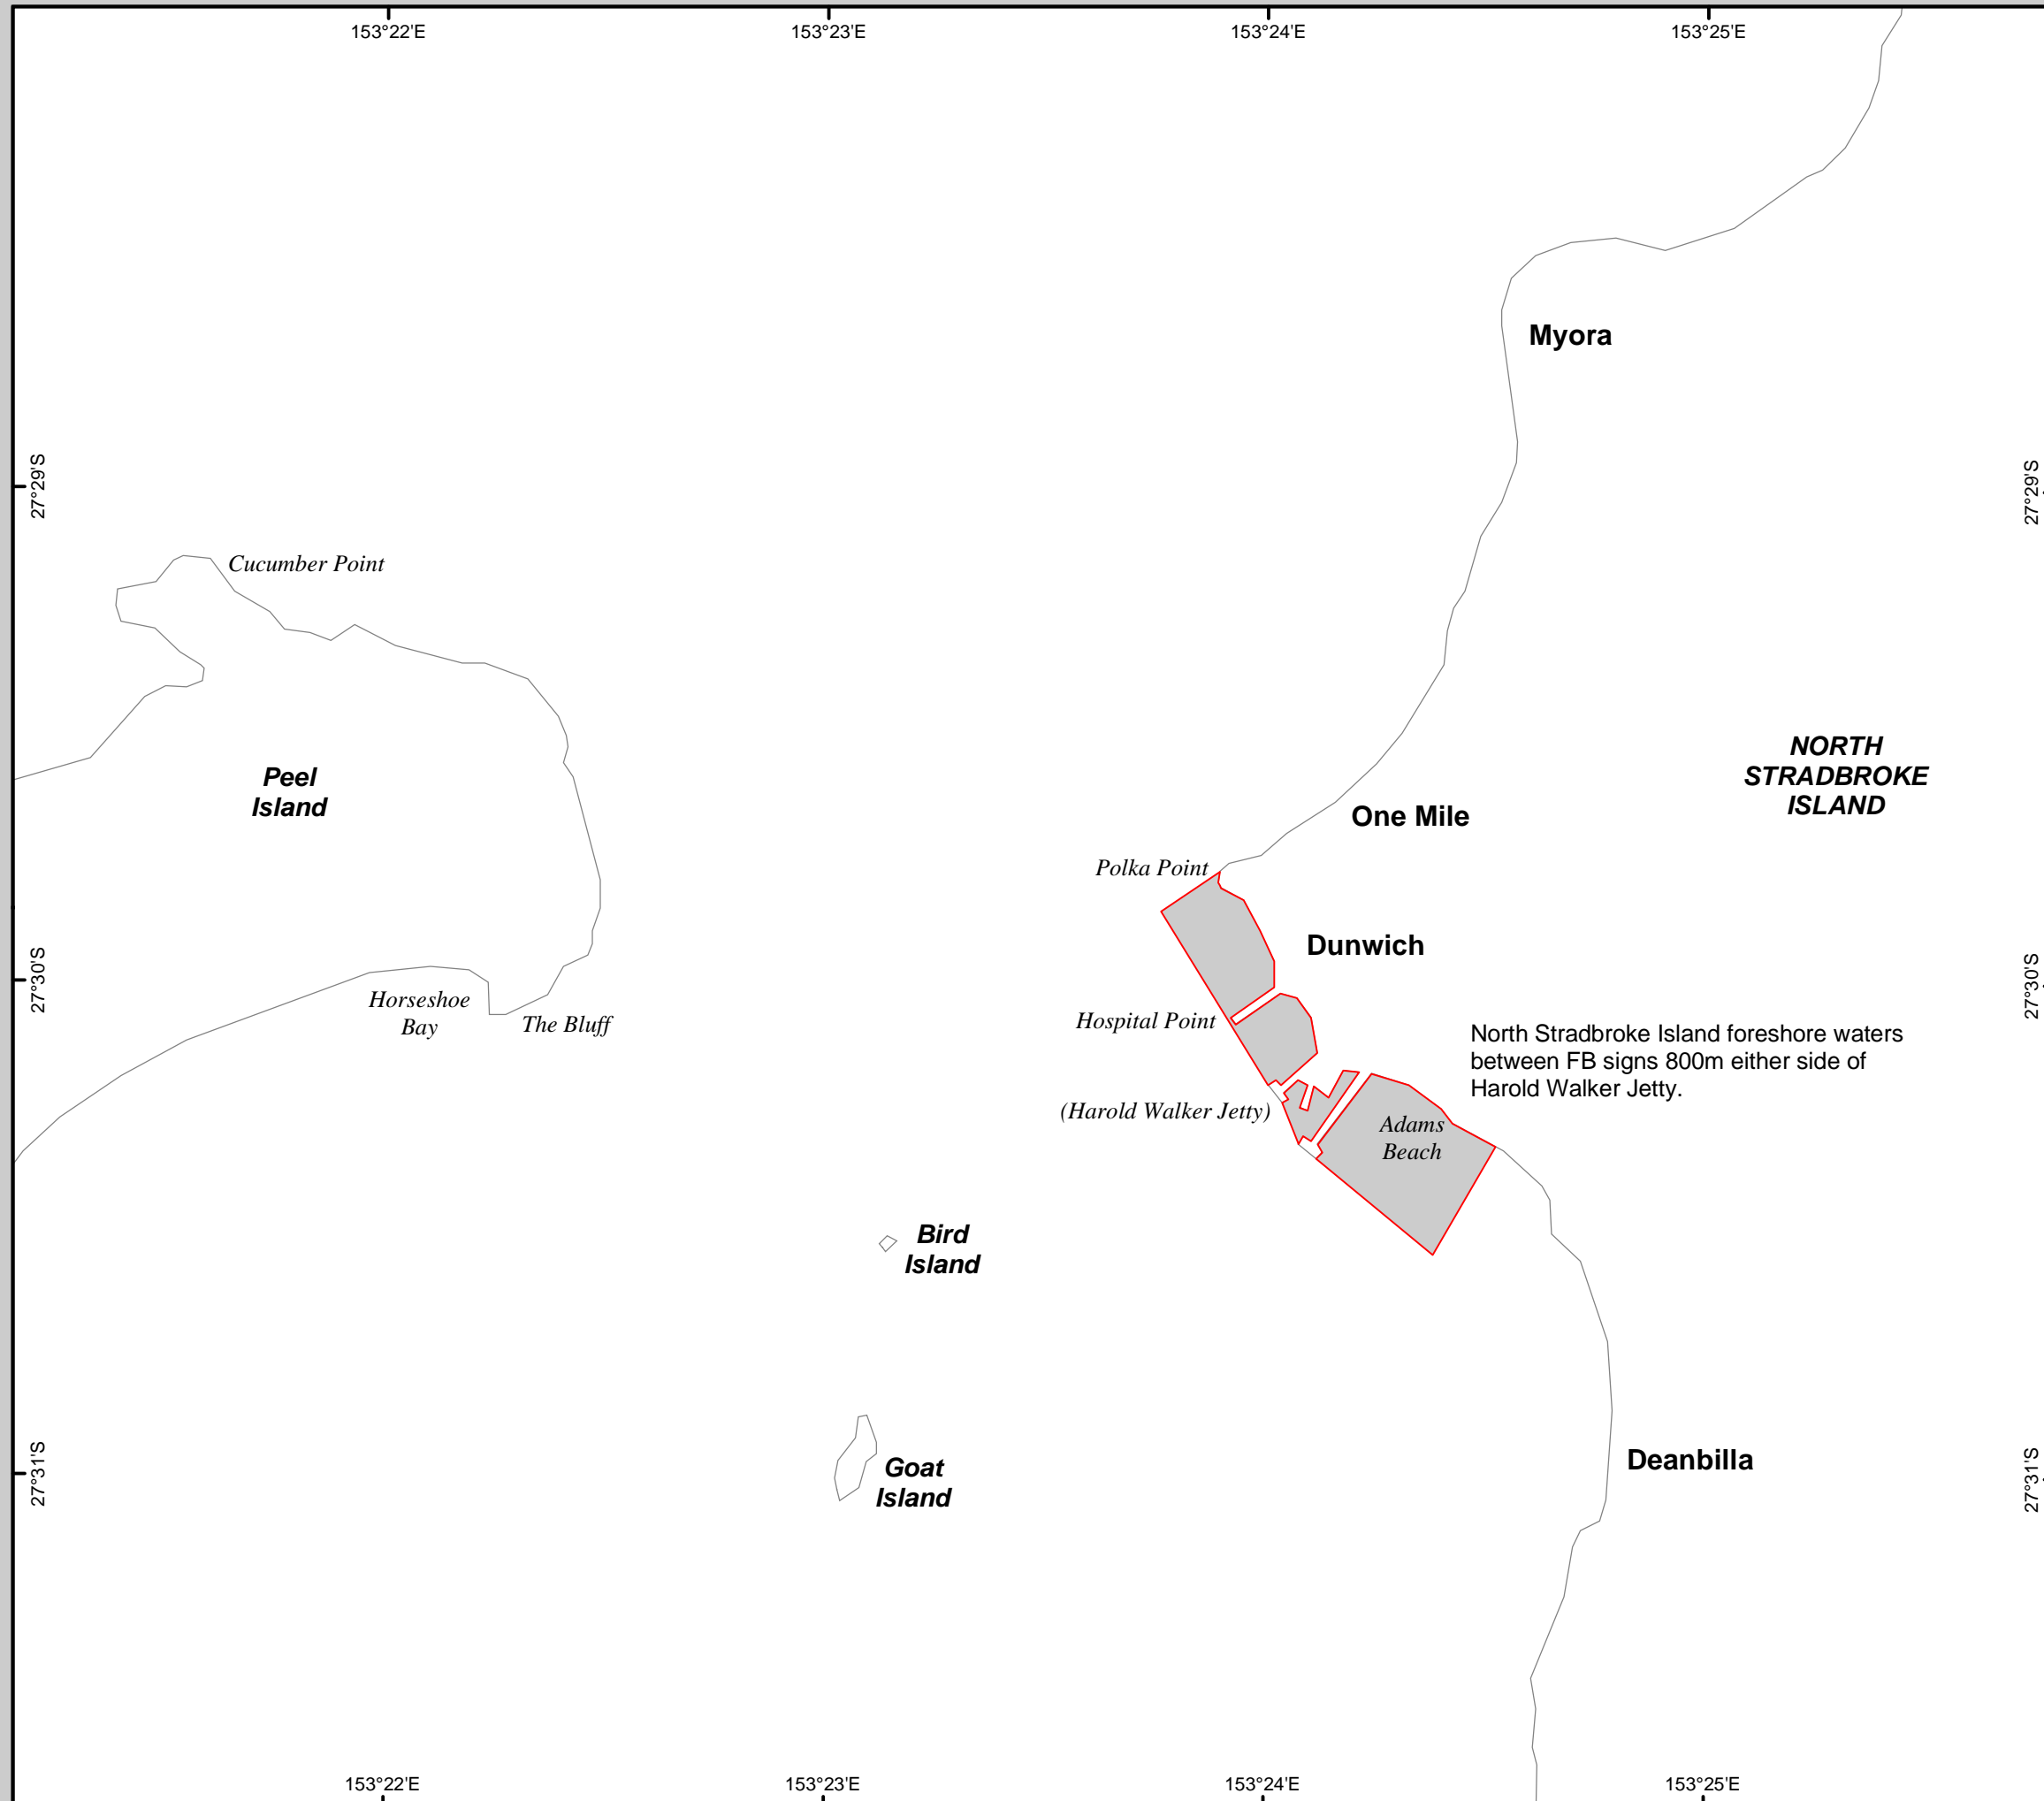 153°22'E
153°23'E
153°24'E
153°25'E
Myora
27°29'S
27°29'S
Cucumber Point
NORTH
STRADBROKE
ISLAND
Peel
Island
One Mile
Polka Point
Dunwich
27°30'S
27°30'S
Horseshoe
Bay
The Bluff
Hospital Point
North Stradbroke Island foreshore waters
between FB signs 800m either side of
Harold Walker Jetty.
(Harold Walker Jetty)
Adams
Beach
Bird
Island
Deanbilla
Goat
Island
27°31'S
27°31'S
153°22'E
153°23'E
153°24'E
153°25'E